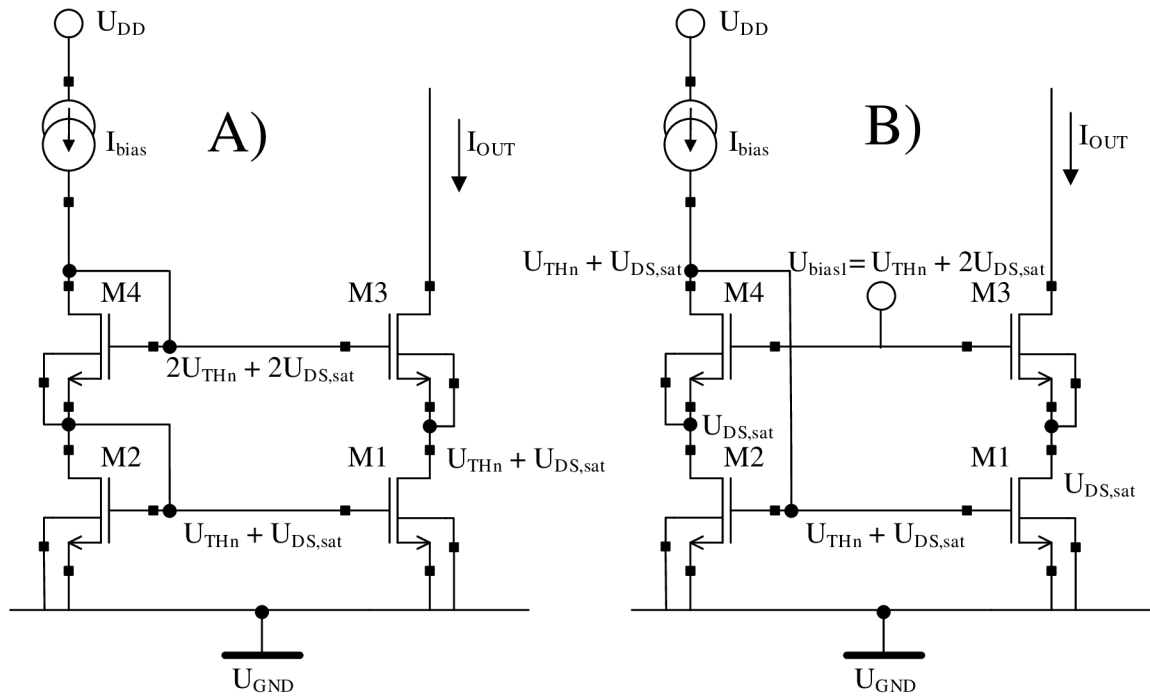 U_DD
A)
I_bias
I_OUT
M4
M3
2U_THn + 2U_DS,sat
M2
M1
U_THn + U_DS,sat
U_THn + U_DS,sat
U_GND
U_DD
B)
I_bias
I_OUT
U_THn + U_DS,sat
U_bias1= U_THn + 2U_DS,sat
M4
M3
U_DS,sat
M2
M1
U_DS,sat
U_THn + U_DS,sat
U_GND